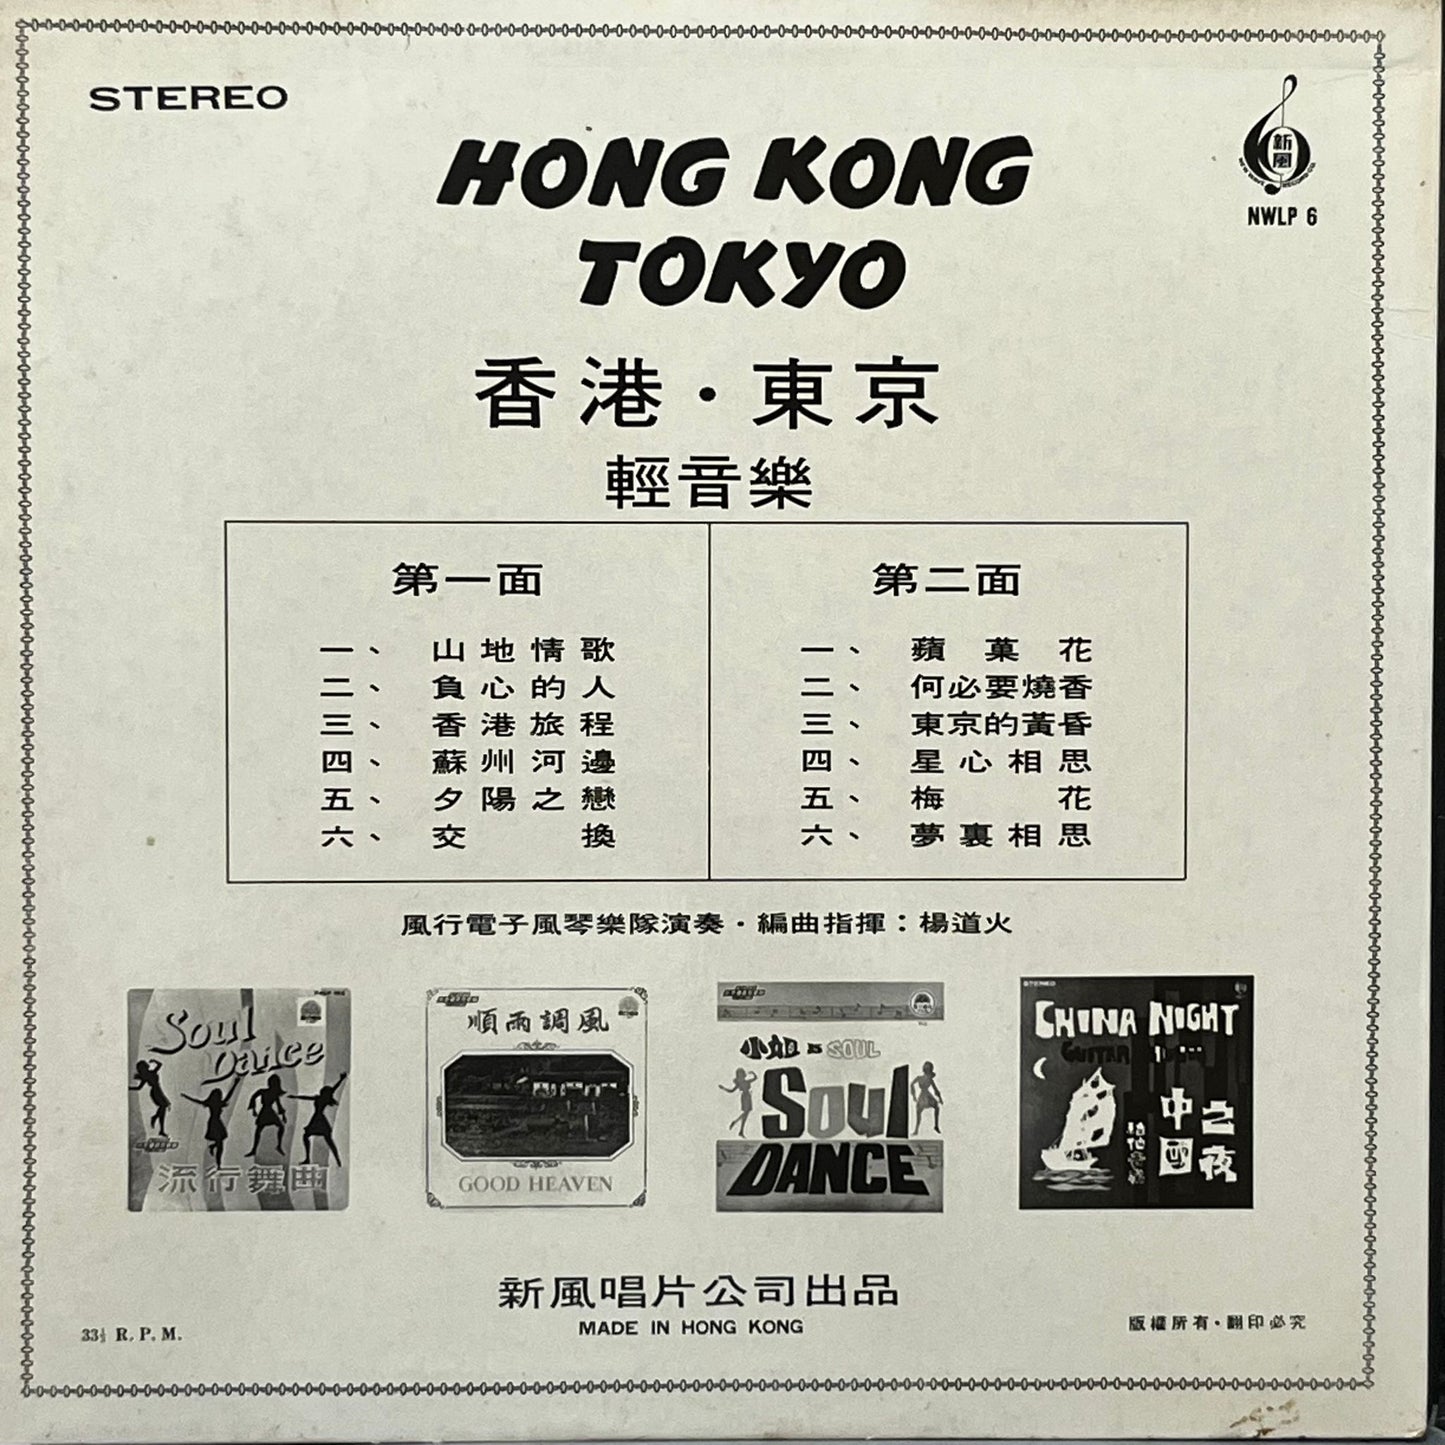 STEREO
新風
NWLP 6
HONG KONG
TOKYO
香港・東京
輕音樂
第一面
一、 山地情歌
二、 負心的人
三、 香港旅程
四、 蘇州河邊
五、 夕陽之戀
六、 交換
第二面
一、 蘋菓花
二、 何必要燒香
三、 東京的黃昏
四、 星心相思
五、 梅花
六、 夢裏相思
風行電子風琴樂隊演奏・編曲指揮：楊道火
Soul
Dance
流行舞曲
順雨調風
GOOD HEAVEN
小姐 SOUL
Soul
DANCE
STEREO
CHINA NIGHT
GUITAR
中國之夜
新風唱片公司出品
MADE IN HONG KONG
33⅓ R. P. M.
版權所有・翻印必究